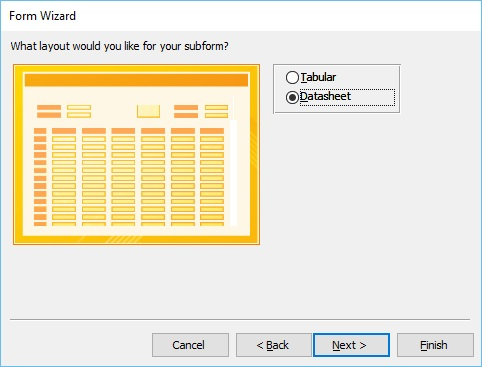 Form Wizard
What layout would you like for your subform?
Tabular
Datasheet
Cancel
< Back
Next >
Finish